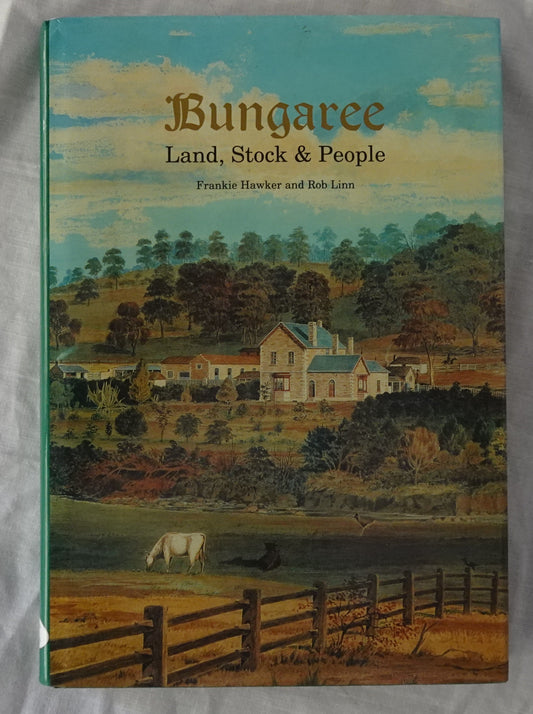 Bungaree
Land, Stock & People
Frankie Hawker and Rob Linn